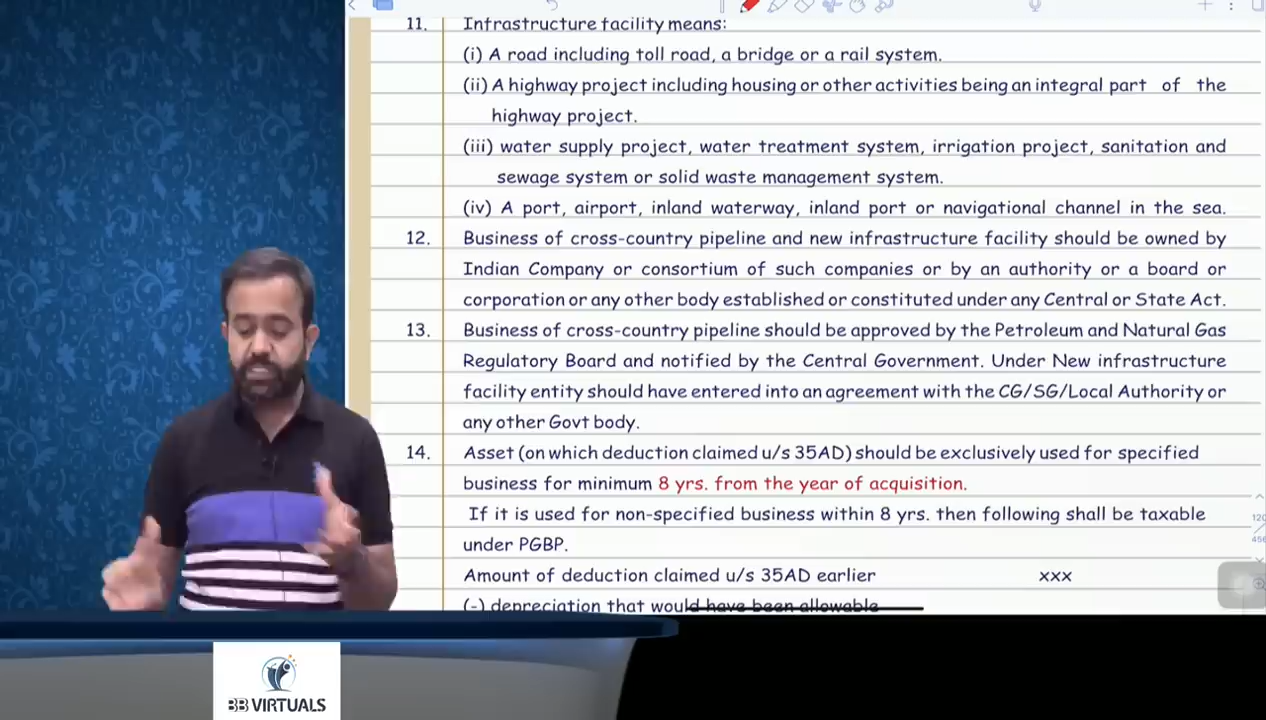 11. Infrastructure facility means:
(i) A road including toll road, a bridge or a rail system.
(ii) A highway project including housing or other activities being an integral part of the
highway project.
(iii) water supply project, water treatment system, irrigation project, sanitation and
sewage system or solid waste management system.
(iv) A port, airport, inland waterway, inland port or navigational channel in the sea.
12. Business of cross-country pipeline and new infrastructure facility should be owned by
Indian Company or consortium of such companies or by an authority or a board or
corporation or any other body established or constituted under any Central or State Act.
13. Business of cross-country pipeline should be approved by the Petroleum and Natural Gas
Regulatory Board and notified by the Central Government. Under New infrastructure
facility entity should have entered into an agreement with the CG/SG/Local Authority or
any other Govt body.
14. Asset (on which deduction claimed u/s 35AD) should be exclusively used for specified
business for minimum 8 yrs. from the year of acquisition.
If it is used for non-specified business within 8 yrs. then following shall be taxable
under PGBP.
Amount of deduction claimed u/s 35AD earlier xxx
(-) depreciation that would have been allowable
120
456
BB VIRTUALS